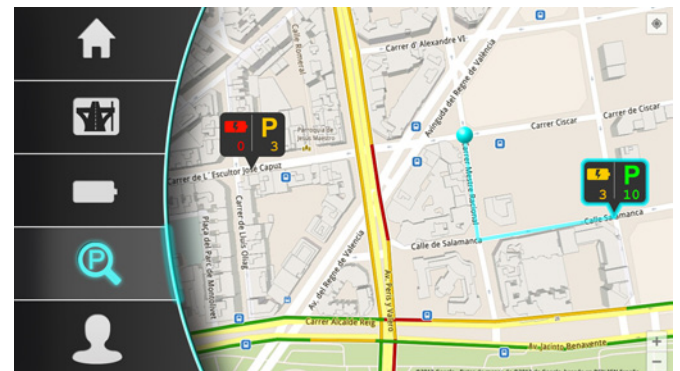 Calle Romeral
Carrer d' Alexandre VI
Avinguda del Regne de València
P
0
3
Parroquia de
Jesús Maestro
Carrer Ciscar
Carrer de Ciscar
Carrer de L' Escultor José Capuz
Carrer Mestre Racional
P
3
10
Calle Salamanca
Carrer de Lluís Oliag
Plaça del Parc de Montolivet
Calle de Salamanca
Av. del Regne de Valencia
Av. Peris y Valero
Carrer Alcalde Reig
Av. Jacinto Benavente
P
+
−